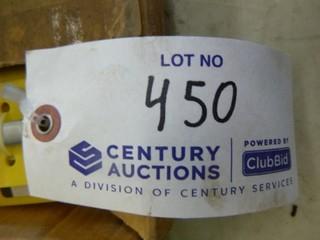 LOT NO
450
CENTURY AUCTIONS
POWERED BY
ClubBid
A DIVISION OF CENTURY SERVICES